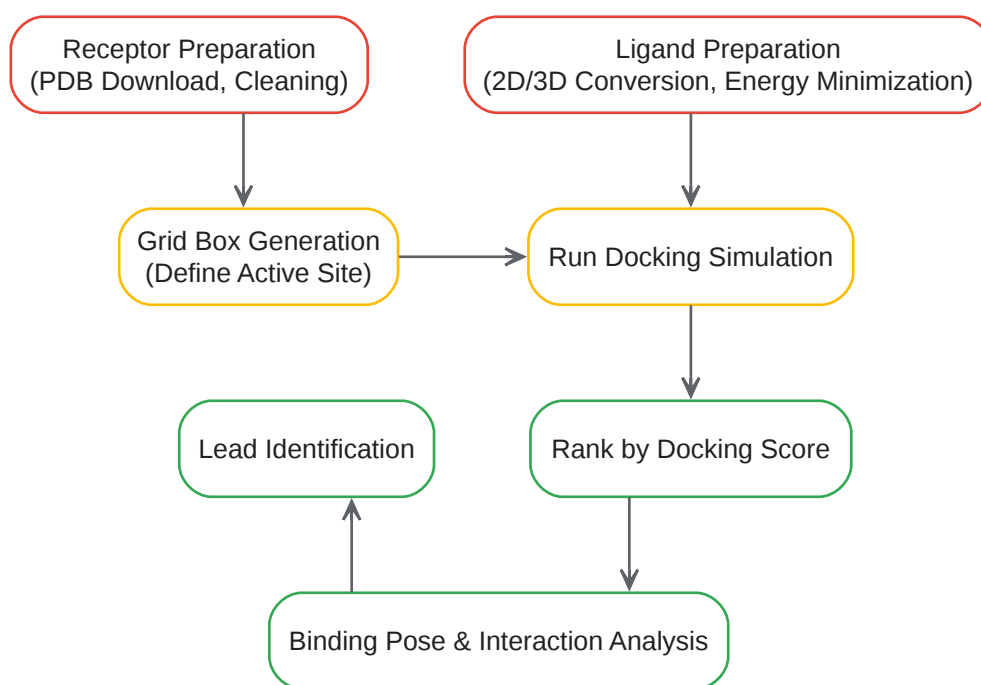 Receptor Preparation
(PDB Download, Cleaning)
Ligand Preparation
(2D/3D Conversion, Energy Minimization)
Grid Box Generation
(Define Active Site)
Run Docking Simulation
Lead Identification
Rank by Docking Score
Binding Pose & Interaction Analysis